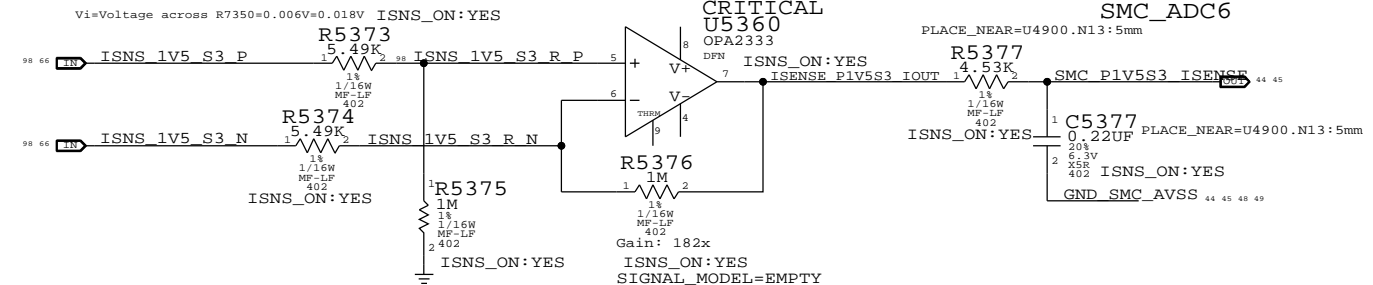 Vi=Voltage across R7350=0.006V=0.018V
ISNS_ON:YES
CRITICAL
U5360
OPA2333
DFN
SMC_ADC6
PLACE_NEAR=U4900.N13:5mm
98 66 IN ISNS_1V5_S3_P
R5373
5.49K
1 2
1%
1/16W
MF-LF
402
98 ISNS_1V5_S3_R_P
5 +
6 -
8
V+
V-
THRM
9
4
7
ISNS_ON:YES
ISENSE_P1V5S3_IOUT
R5377
4.53K
1 2
1%
1/16W
MF-LF
402
ISNS_ON:YES
SMC_P1V5S3_ISENSE OUT 44 45
98 66 IN ISNS_1V5_S3_N
R5374
5.49K
1 2
1%
1/16W
MF-LF
402
ISNS_ON:YES
ISNS_1V5_S3_R_N
1
C5377
0.22UF
20%
6.3V
X5R
402
2
PLACE_NEAR=U4900.N13:5mm
ISNS_ON:YES
GND_SMC_AVSS 44 45 48 49
1
R5375
1M
1%
1/16W
MF-LF
402
2
ISNS_ON:YES
R5376
1M
1 2
1%
1/16W
MF-LF
402
Gain: 182x
ISNS_ON:YES
SIGNAL_MODEL=EMPTY